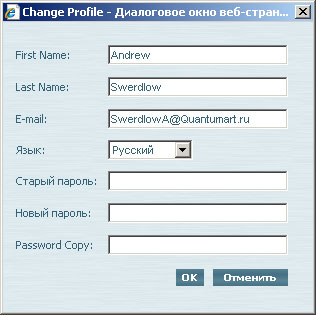 Change Profile - Диалоговое окно веб-стран...
First Name: Andrew
Last Name: Swerdlow
E-mail: SwerdlowA@Quantumart.ru
Язык: Русский
Старый пароль:
Новый пароль:
Password Copy:
OK Отменить